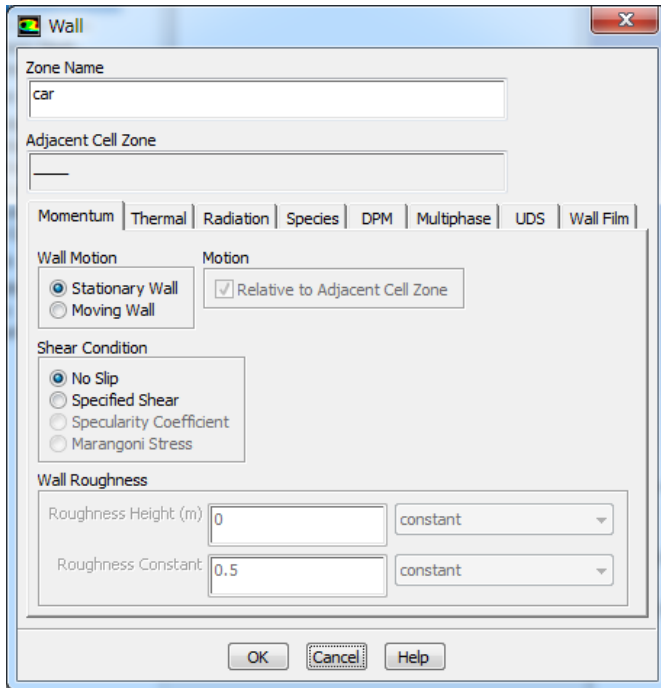 Wall
Zone Name
car
Adjacent Cell Zone
Momentum Thermal Radiation Species DPM Multiphase UDS Wall Film
Wall Motion Motion
Stationary Wall Relative to Adjacent Cell Zone
Moving Wall
Shear Condition
No Slip
Specified Shear
Specularity Coefficient
Marangoni Stress
Wall Roughness
Roughness Height (m) 0 constant
Roughness Constant 0.5 constant
OK Cancel Help